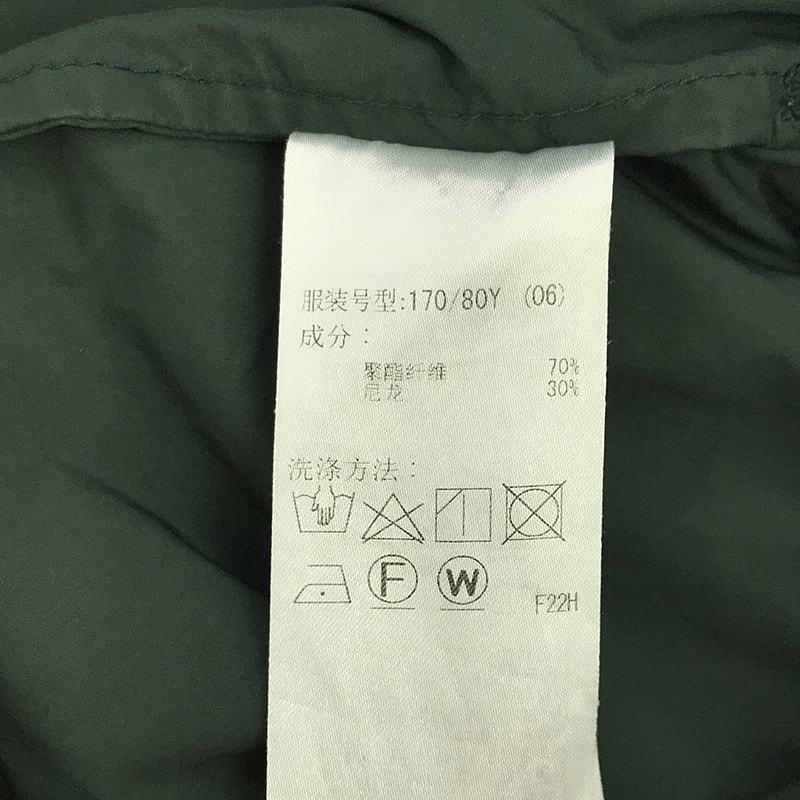 服装号型:170/80Y (06)
成分：
聚酯纤维 70%
尼龙 30%
洗涤方法：
F W F22H